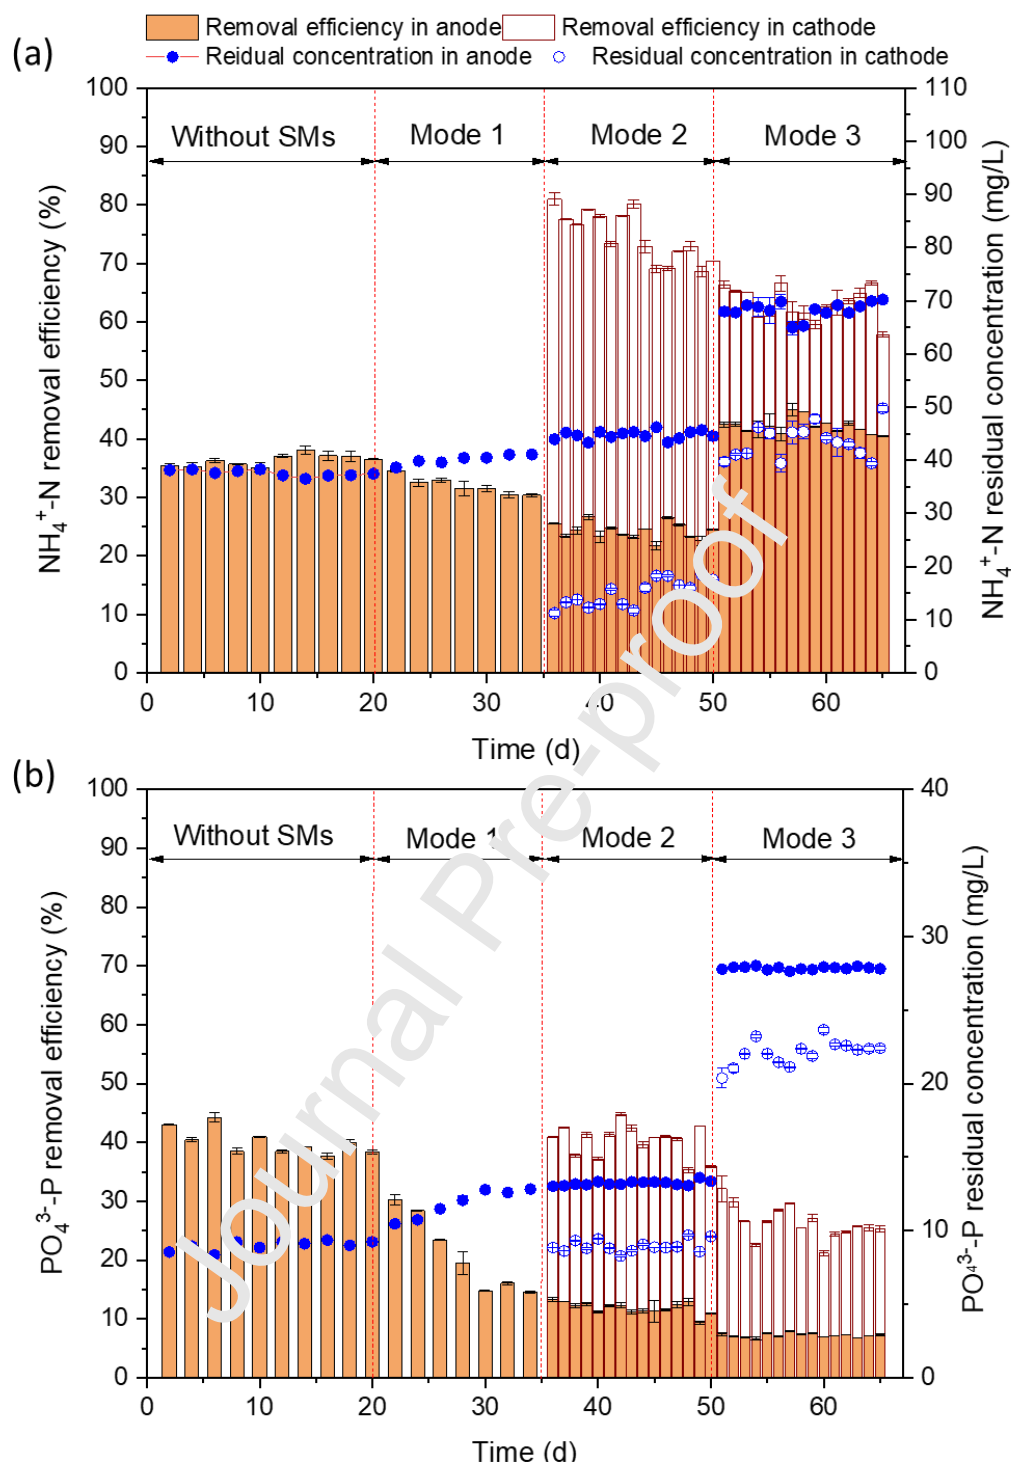 Removal efficiency in anode Removal efficiency in cathode
(a) Reidual concentration in anode Residual concentration in cathode
100 110
Without SMs Mode 1 Mode 2 Mode 3
90 100
80 90
70 80
60 70
50 60
40 50
30 40
20 30
10 20
0 10
0
NH₄⁺-N removal efficiency (%)
NH₄⁺-N residual concentration (mg/L)
0 10 20 30 40 50 60
Time (d)
(b)
100 40
Without SMs Mode 1 Mode 2 Mode 3
90
80
70 30
60
50 20
40
30 10
20
10
0 0
PO₄³⁻-P removal efficiency (%)
PO₄³⁻-P residual concentration (mg/L)
0 10 20 30 40 50 60
Time (d)
Journal Pre-proof